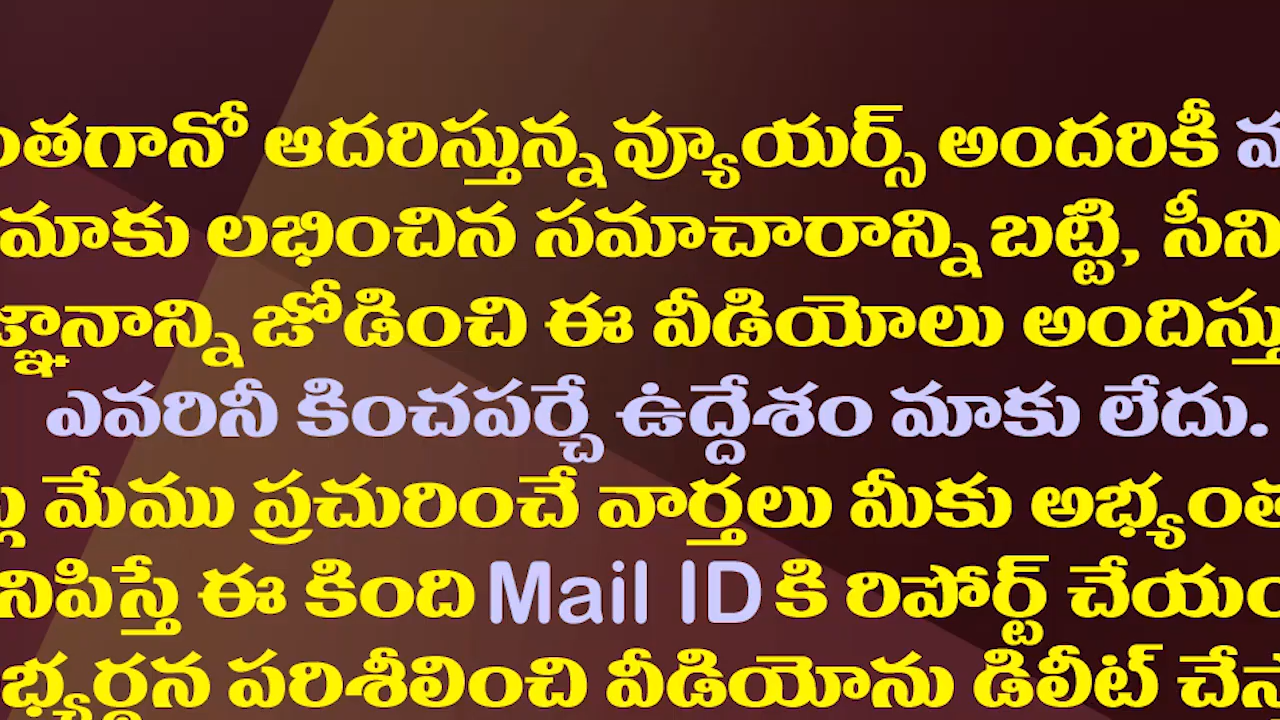 ంతగానో ఆదరిస్తున్న వ్యూయర్స్ అందరికీ
మాకు లభించిన సమాచారాన్ని బట్టి, సీని
జ్ఞానాన్ని జోడించి ఈ వీడియోలు అందిస్తు
ఎవరినీ కించపర్చే ఉద్దేశం మాకు లేదు.
మేము ప్రచురించే వార్తలు మీకు అభ్యంత
నిపిస్తే ఈ కింది Mail ID కి రిపోర్ట్ చేయం
భ్యర్థన పరిశీలించి వీడియోను డిలీట్ చేస